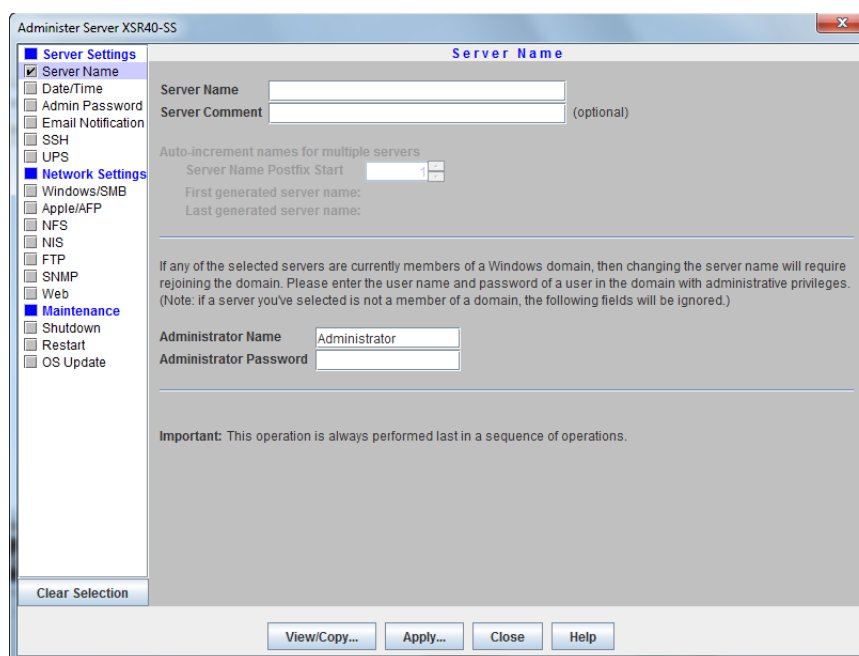 Administer Server XSR40-SS
x
Server Settings
Server Name
Date/Time
Admin Password
Email Notification
SSH
UPS
Network Settings
Windows/SMB
Apple/AFP
NFS
NIS
FTP
SNMP
Web
Maintenance
Shutdown
Restart
OS Update
Clear Selection
Server Name
Server Name
Server Comment (optional)
Auto-increment names for multiple servers
Server Name Postfix Start 1
First generated server name:
Last generated server name:
If any of the selected servers are currently members of a Windows domain, then changing the server name will require
rejoining the domain. Please enter the user name and password of a user in the domain with administrative privileges.
(Note: if a server you've selected is not a member of a domain, the following fields will be ignored.)
Administrator Name Administrator
Administrator Password
Important: This operation is always performed last in a sequence of operations.
View/Copy... Apply... Close Help